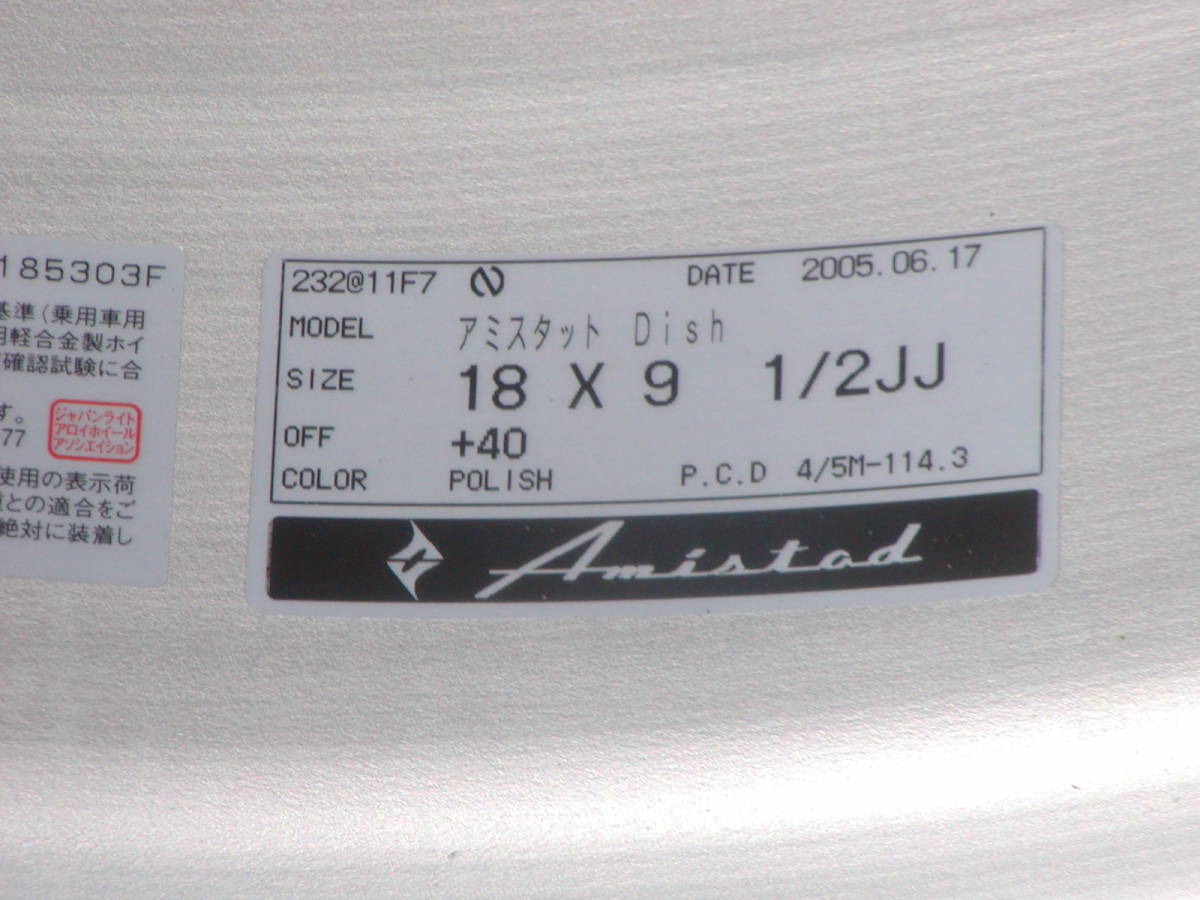 185303F
基準(乗用車用
用軽合金製ホイ
確認試験に合
す。
77
ジャパンライト
アロイホイール
アソシエイション
使用の表示荷
との適合をご
絶対に装着し
232@11F7 DATE 2005.06.17
MODEL アミスタット Dish
SIZE 18 X 9 1/2JJ
OFF +40
COLOR POLISH P.C.D 4/5M-114.3
Amistad